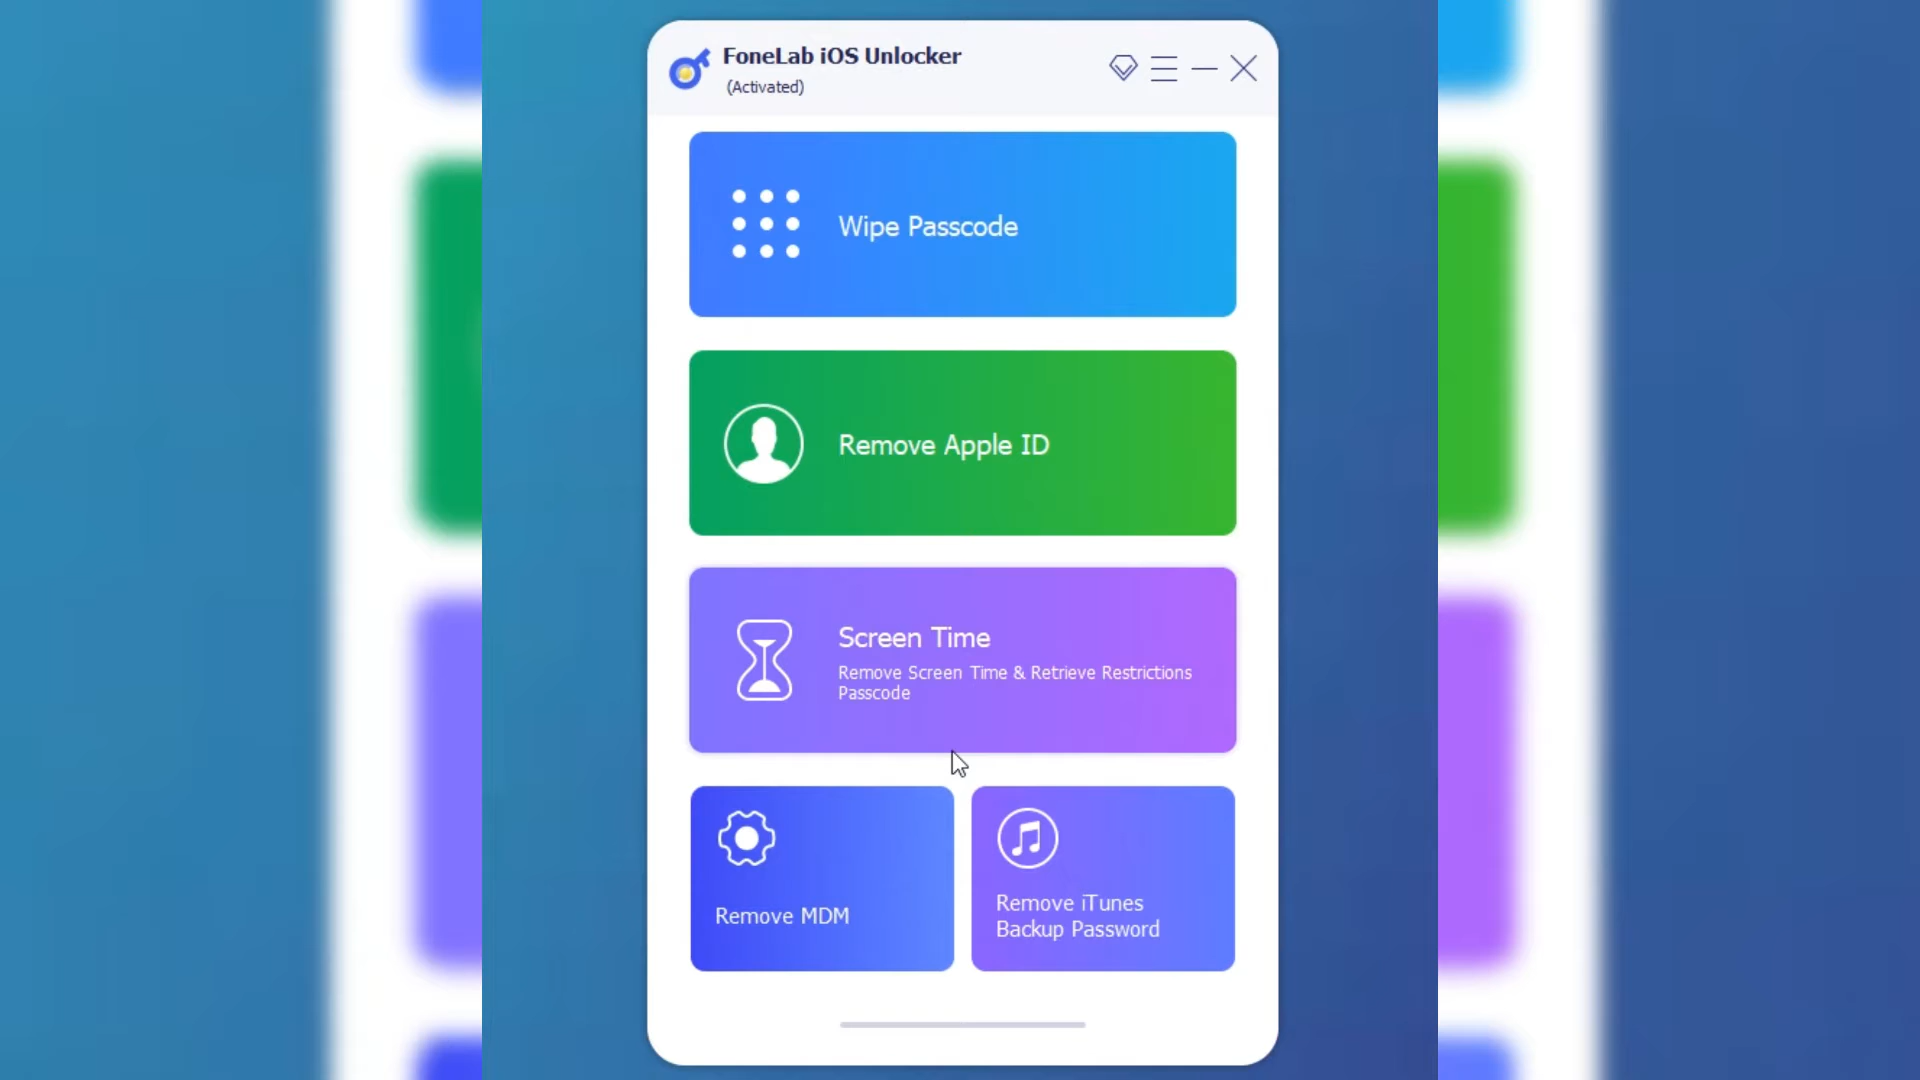 FoneLab iOS Unlocker
(Activated)
Wipe Passcode
Remove Apple ID
Screen Time
Remove Screen Time & Retrieve Restrictions
Passcode
Remove MDM
Remove iTunes
Backup Password